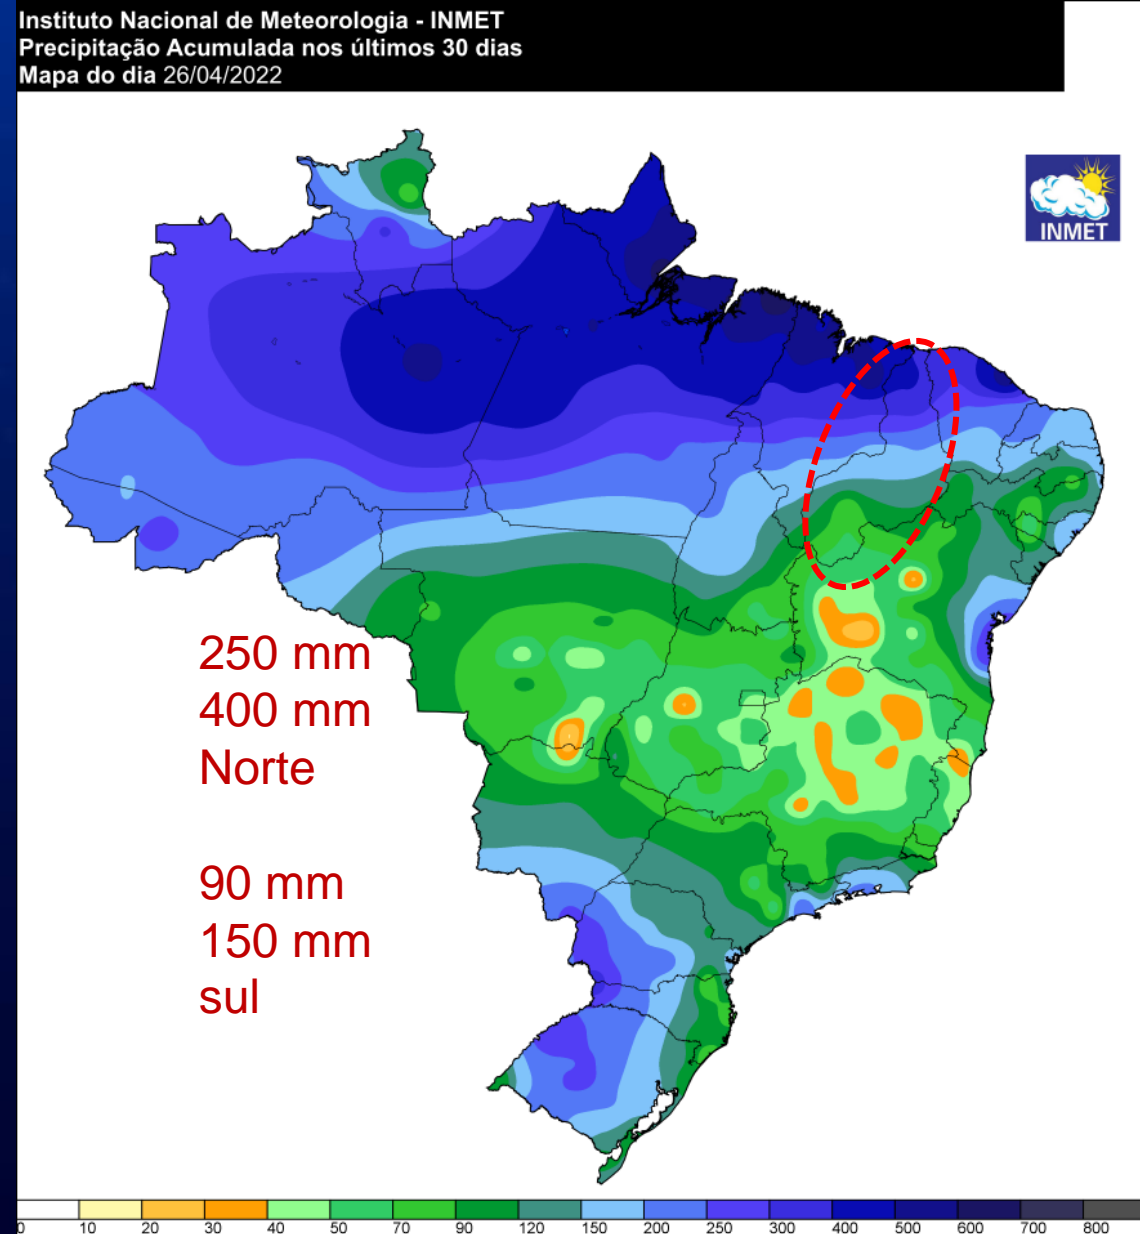 Instituto Nacional de Meteorologia - INMET
Precipitação Acumulada nos últimos 30 dias
Mapa do dia 26/04/2022
INMET
250 mm
400 mm
Norte
90 mm
150 mm
sul
0 10 20 30 40 50 70 90 120 150 200 250 300 400 500 600 700 800